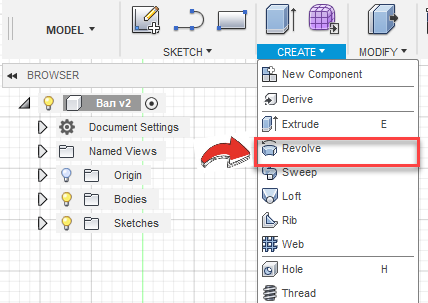 MODEL ▾
SKETCH ▾
CREATE ▾
MODIFY ▾
BROWSER
New Component
Ban v2
Derive
Document Settings
Extrude E
Named Views
Revolve
Origin
Sweep
Bodies
Loft
Sketches
Rib
Web
Hole H
Thread